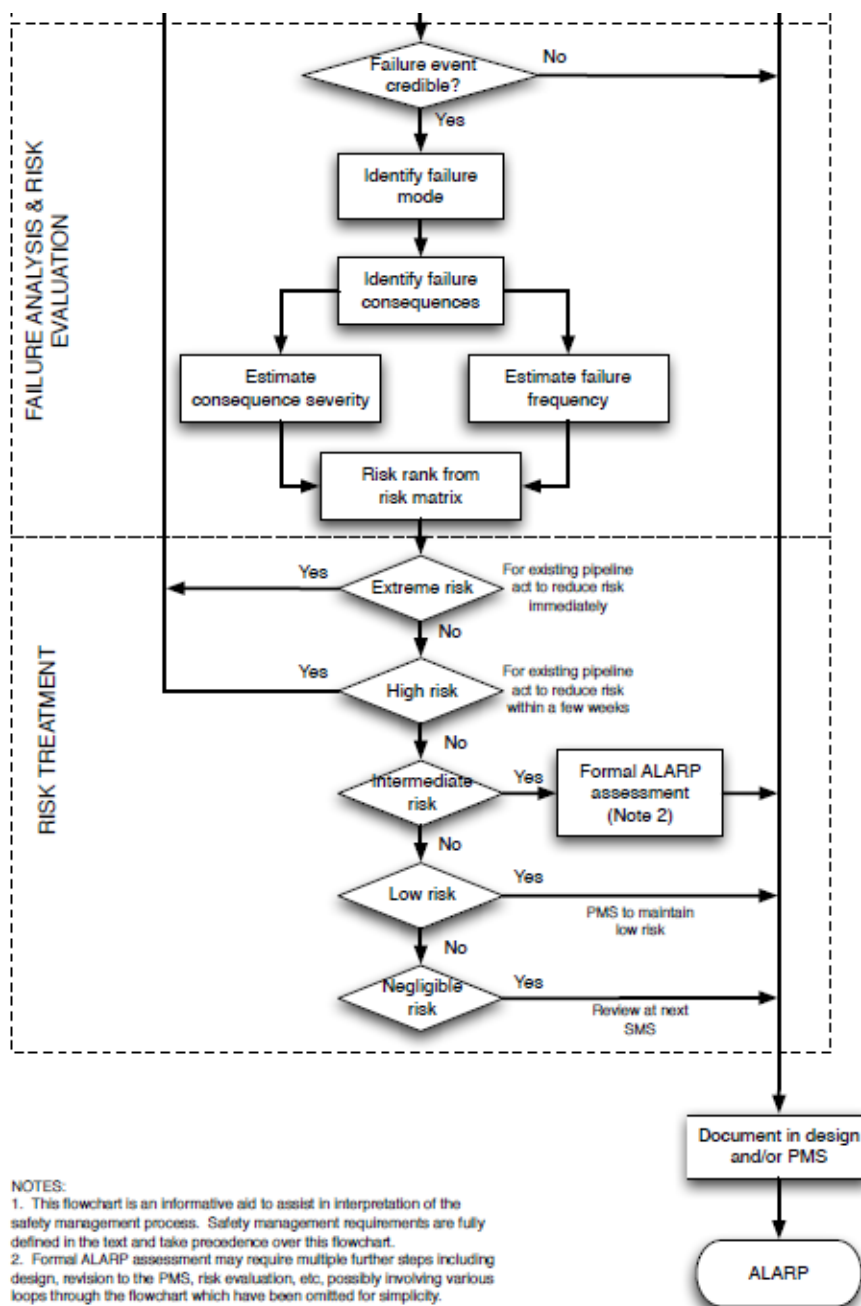 Failure event
credible?
No
Yes
Identify failure
mode
Identify failure
consequences
Estimate
consequence severity
Estimate failure
frequency
Risk rank from
risk matrix
FAILURE ANALYSIS & RISK
EVALUATION
Yes
Extreme risk
For existing pipeline
act to reduce risk
immediately
No
Yes
High risk
For existing pipeline
act to reduce risk
within a few weeks
No
Intermediate
risk
Yes
Formal ALARP
assessment
(Note 2)
No
Low risk
Yes
PMS to maintain
low risk
No
Negligible
risk
Yes
Review at next
SMS
RISK TREATMENT
Document in design
and/or PMS
ALARP
NOTES:
1. This flowchart is an informative aid to assist in interpretation of the
safety management process. Safety management requirements are fully
defined in the text and take precedence over this flowchart.
2. Formal ALARP assessment may require multiple further steps including
design, revision to the PMS, risk evaluation, etc, possibly involving various
loops through the flowchart which have been omitted for simplicity.